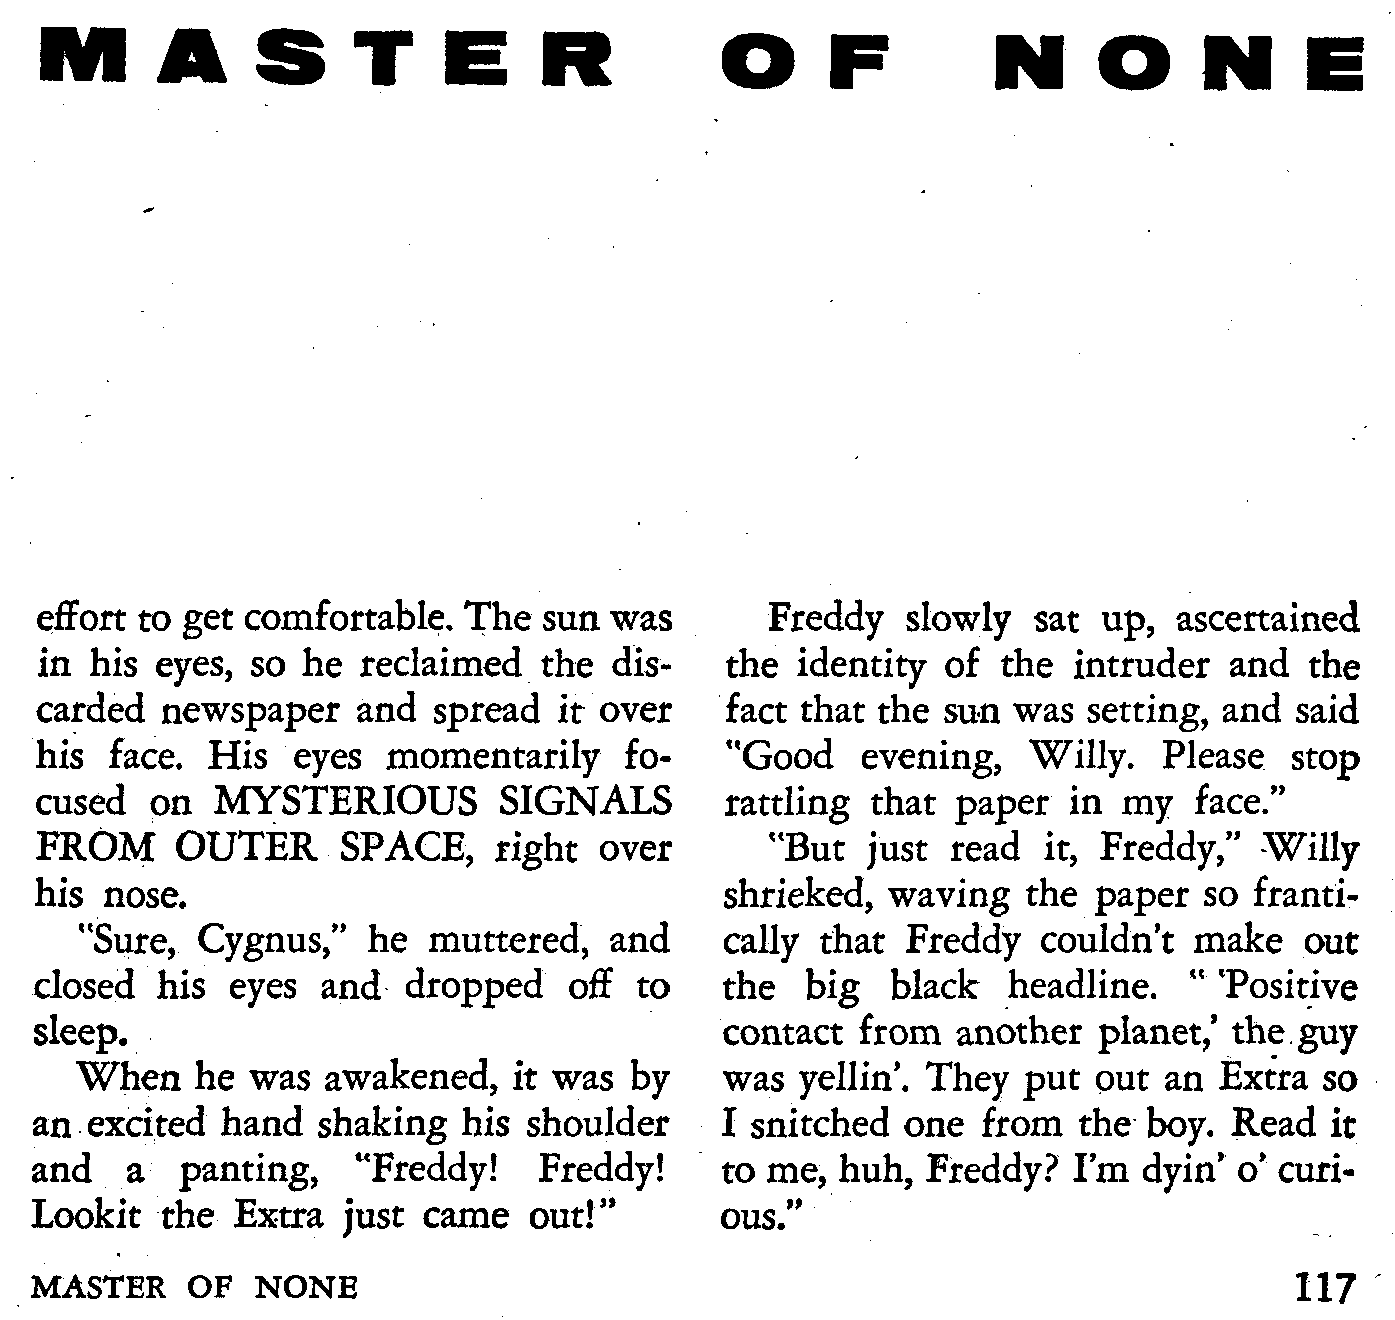 MASTER OF NONE
effort to get comfortable. The sun was
in his eyes, so he reclaimed the dis-
carded newspaper and spread it over
his face. His eyes momentarily fo-
cused on MYSTERIOUS SIGNALS
FROM OUTER SPACE, right over
his nose.
"Sure, Cygnus," he muttered, and
closed his eyes and dropped off to
sleep.
When he was awakened, it was by
an excited hand shaking his shoulder
and a panting, "Freddy! Freddy!
Lookit the Extra just came out!"
Freddy slowly sat up, ascertained
the identity of the intruder and the
fact that the sun was setting, and said
"Good evening, Willy. Please stop
rattling that paper in my face."
"But just read it, Freddy," Willy
shrieked, waving the paper so franti-
cally that Freddy couldn't make out
the big black headline. " 'Positive
contact from another planet,' the guy
was yellin'. They put out an Extra so
I snitched one from the boy. Read it
to me, huh, Freddy? I'm dyin' o' curi-
ous."
MASTER OF NONE
117